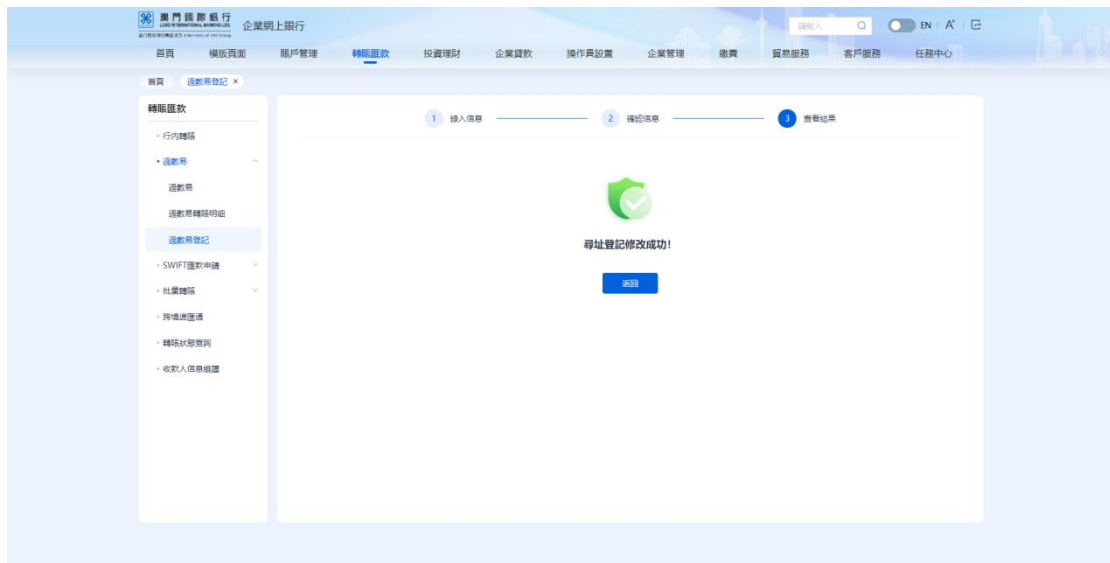 澳門國際銀行
LUSO INTERNATIONAL BANKING LTD.
企業網上銀行
請輸入
EN
A
首頁 模版頁面 賬戶管理 轉賬匯款 投資理財 企業貸款 操作員設置 企業管理 繳費 貿易服務 客戶服務 任務中心
首頁 過數易登記 ×
轉賬匯款
行內轉賬
過數易
過數易
過數易轉賬明細
過數易登記
SWIFT匯款申請
批量轉賬
跨境速匯通
轉賬狀態查詢
收款人信息維護
1 錄入信息 2 確認信息 3 查看結果
尋址登記修改成功!
返回